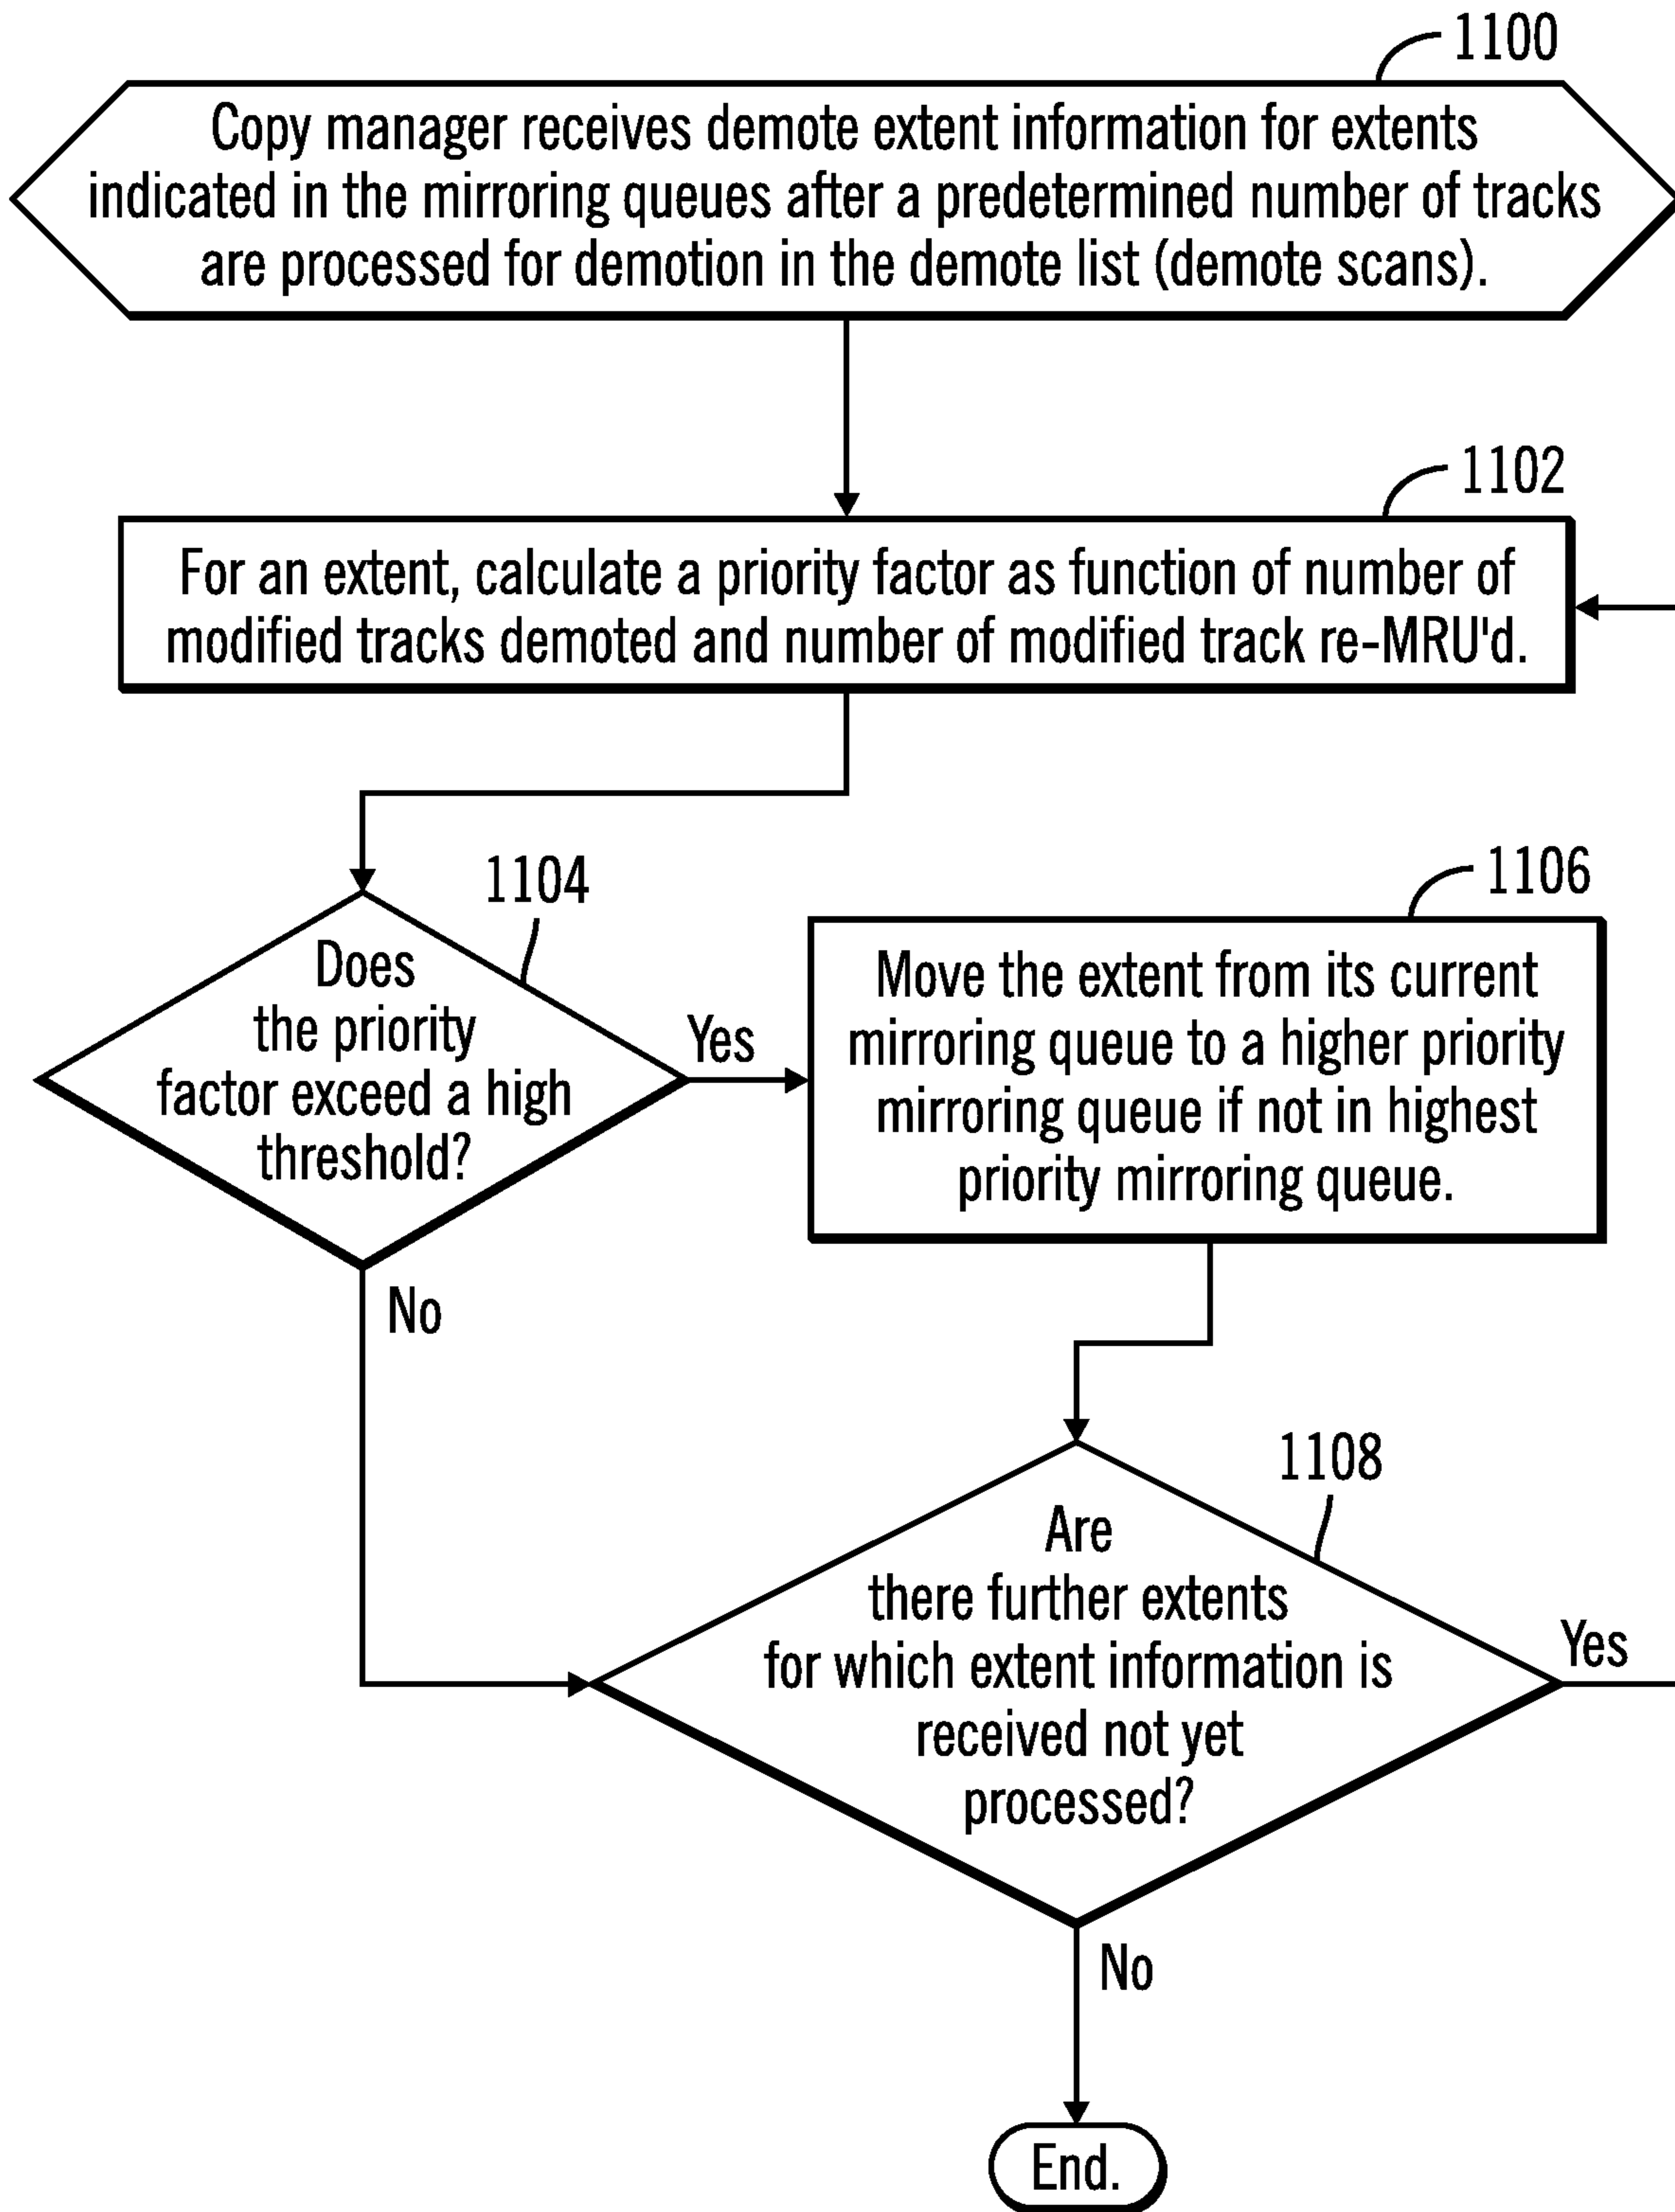 1100
Copy manager receives demote extent information for extents
indicated in the mirroring queues after a predetermined number of tracks
are processed for demotion in the demote list (demote scans).
1102
For an extent, calculate a priority factor as function of number of
modified tracks demoted and number of modified track re-MRU'd.
1104
Does
the priority
factor exceed a high
threshold?
Yes
No
1106
Move the extent from its current
mirroring queue to a higher priority
mirroring queue if not in highest
priority mirroring queue.
1108
Are
there further extents
for which extent information is
received not yet
processed?
Yes
No
End.